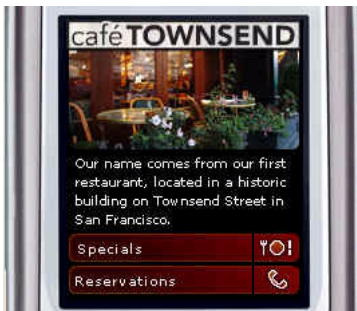 café TOWNSEND
Our name comes from our first
restaurant, located in a historic
building on Townsend Street in
San Francisco.
Specials
Reservations